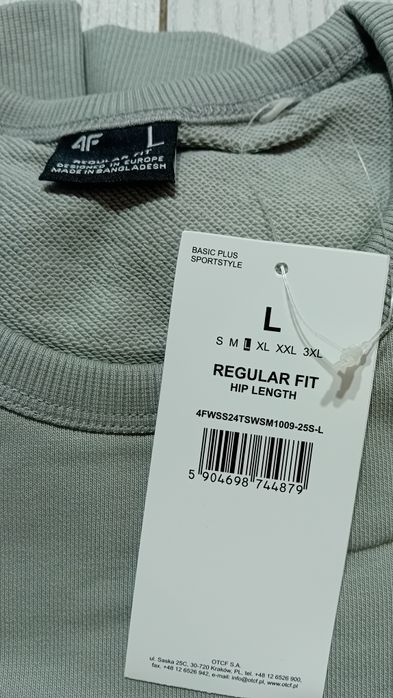 4F L
REGULAR FIT
DESIGNED IN EUROPE
MADE IN BANGLADESH
BASIC PLUS
SPORTSTYLE
L
S M L XL XXL 3XL
REGULAR FIT
HIP LENGTH
4FWSS24TSWSM1009-25S-L
5 904698 744879
OTCF S.A.
ul. Saska 25C, 30-720 Kraków, PL, tel. +48 12 6526 900,
fax. +48 12 6526 942, e-mail: info@otcf.pl, www.otcf.pl